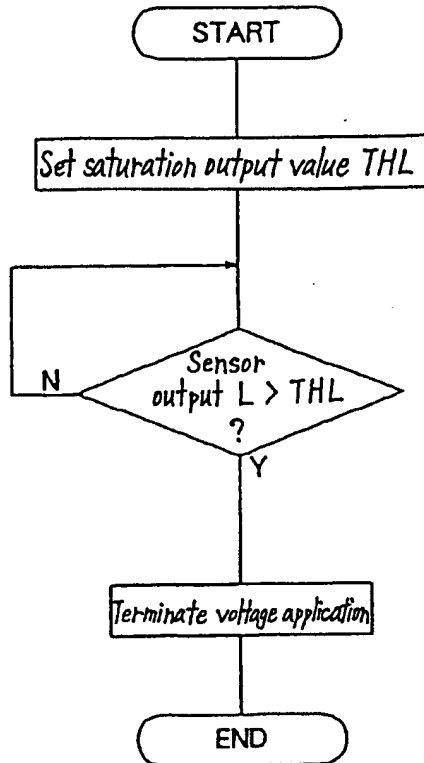 START
Set saturation output value THL
Sensor
output L > THL
?
N
Y
Terminate voltage application
END